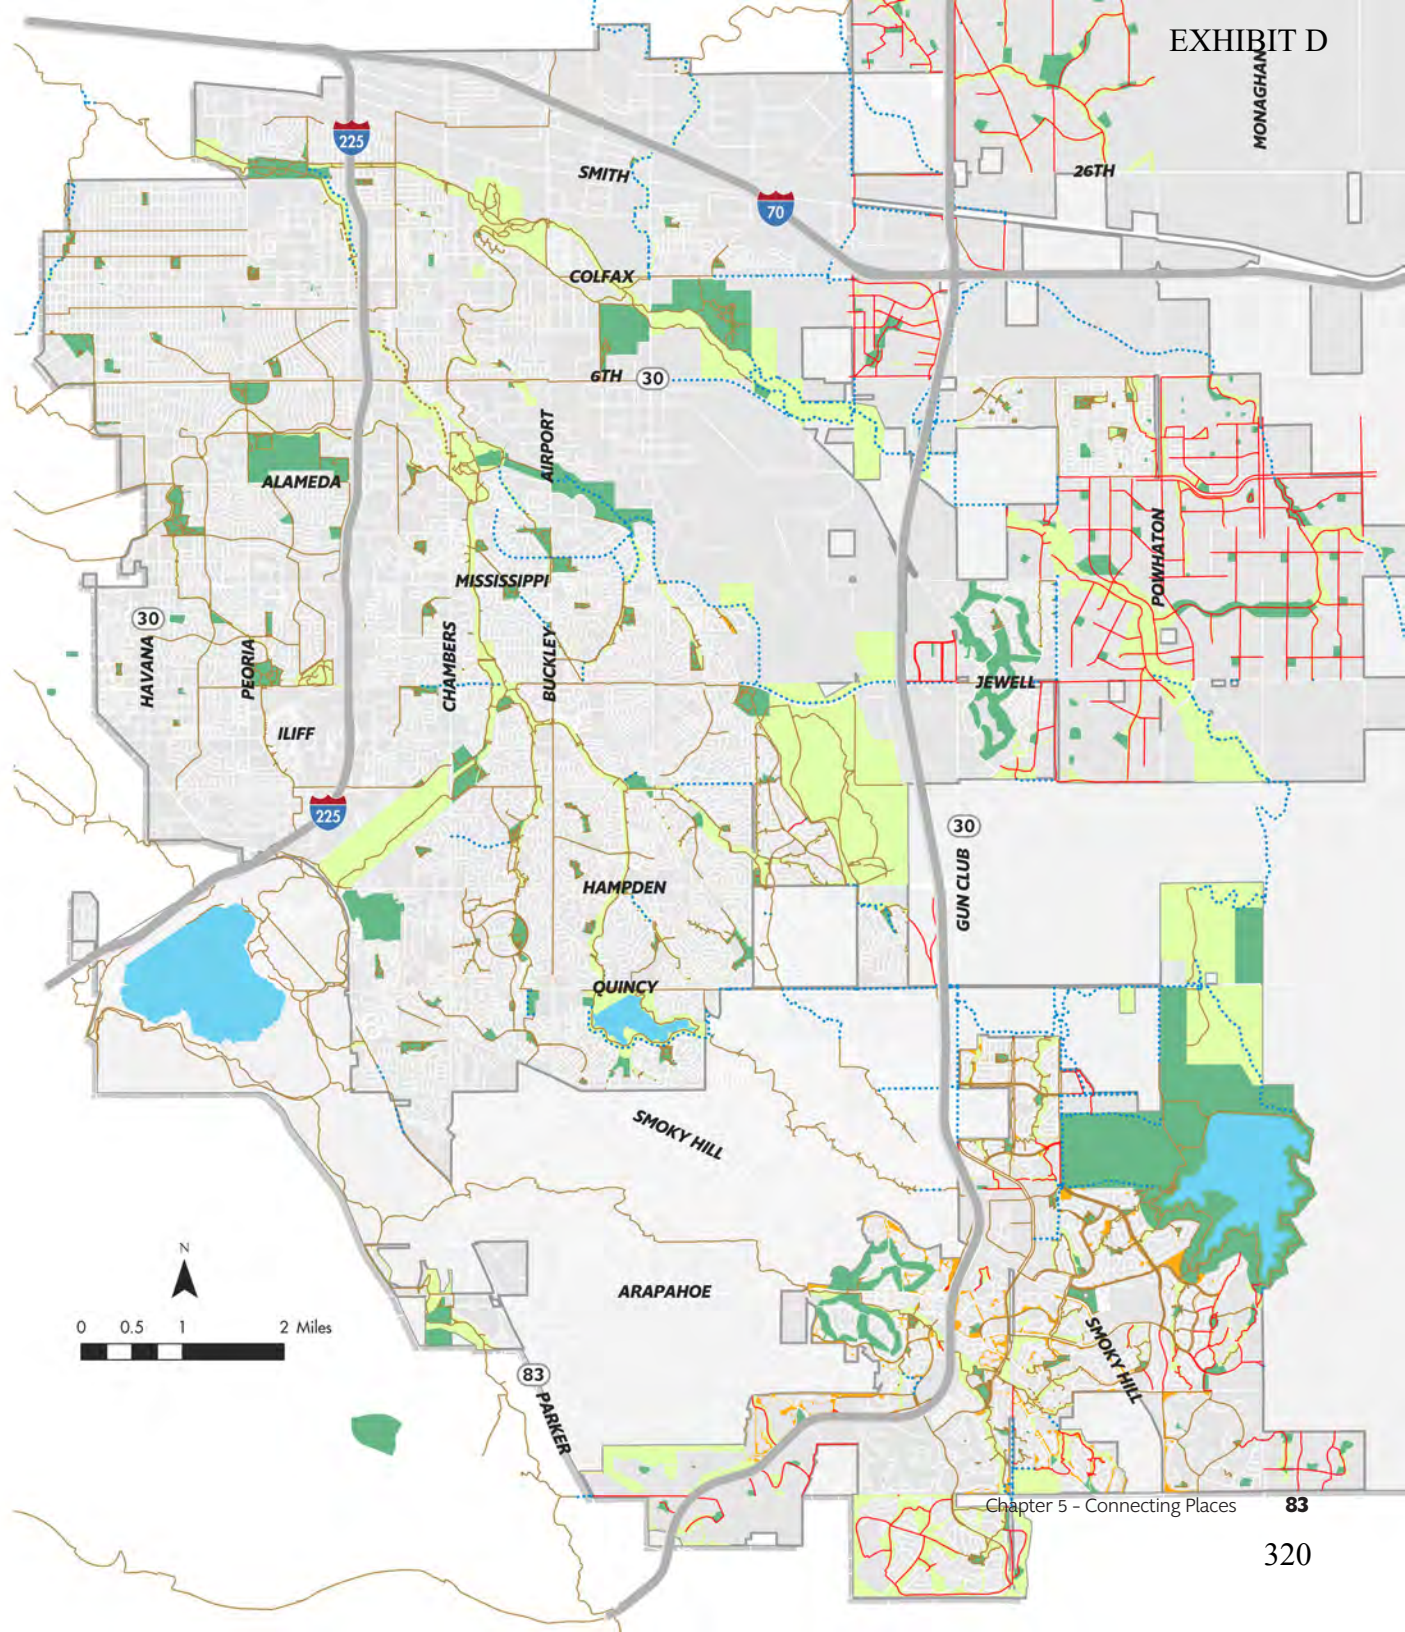 EXHIBIT D
MONAGHAN
225
SMITH
26TH
70
COLFAX
6TH
30
AIRPORT
ALAMEDA
POWHATON
MISSISSIPPI
30
HAVANA
PEORIA
CHAMBERS
BUCKLEY
JEWELL
ILIFF
225
30
GUN CLUB
HAMPDEN
QUINCY
SMOKY HILL
N
ARAPAHOE
0 0.5 1 2 Miles
SMOKY HILL
83
PARKER
Chapter 5 - Connecting Places 83
320